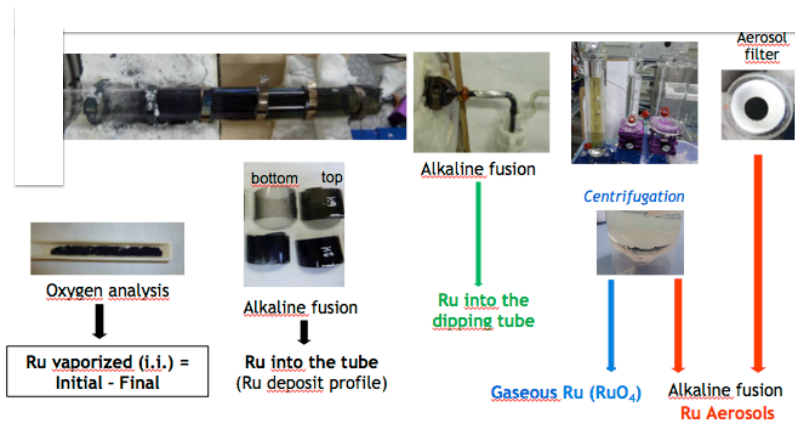 Aerosol
filter
Alkaline fusion
bottom top
Centrifugation
Oxygen analysis
Alkaline fusion
Ru into the
dipping tube
Ru vaporized (i.i.) =
Initial - Final
Ru into the tube
(Ru deposit profile)
Gaseous Ru (RuO₄)
Alkaline fusion
Ru Aerosols